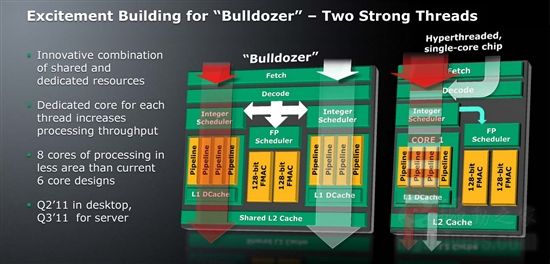 Excitement Building for “Bulldozer” – Two Strong Threads
• Innovative combination
of shared and
dedicated resources
• Dedicated core for each
thread increases
processing throughput
• 8 cores of processing in
less area than current
6 core designs
• Q2’11 in desktop,
Q3’11 for server
“Bulldozer”
Fetch
Decode
Integer
Scheduler
Integer
Scheduler
FP
Scheduler
Pipeline
Pipeline
Pipeline
Pipeline
128-bit
FMAC
128-bit
FMAC
Pipeline
Pipeline
Pipeline
Pipeline
L1 DCache
L1 DCache
Shared L2 Cache
Hyperthreaded,
single-core chip
Fetch
Decode
Integer
Scheduler
CORE 1
FP
Scheduler
Pipeline
Pipeline
Pipeline
Pipeline
128-bit
FMAC
128-bit
FMAC
L1 DCache
L2 Cache